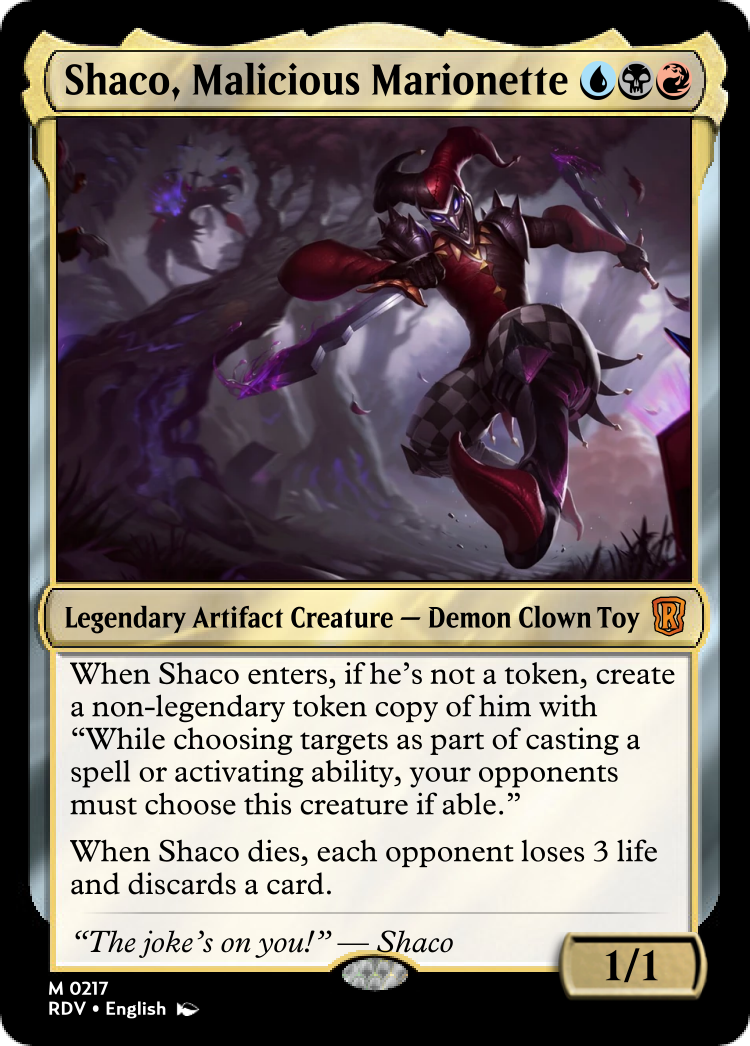 Shaco, Malicious Marionette
Legendary Artifact Creature — Demon Clown Toy
R
When Shaco enters, if he's not a token, create
a non-legendary token copy of him with
“While choosing targets as part of casting a
spell or activating ability, your opponents
must choose this creature if able.”
When Shaco dies, each opponent loses 3 life
and discards a card.
“The joke's on you!” — Shaco
1/1
M 0217
RDV • English